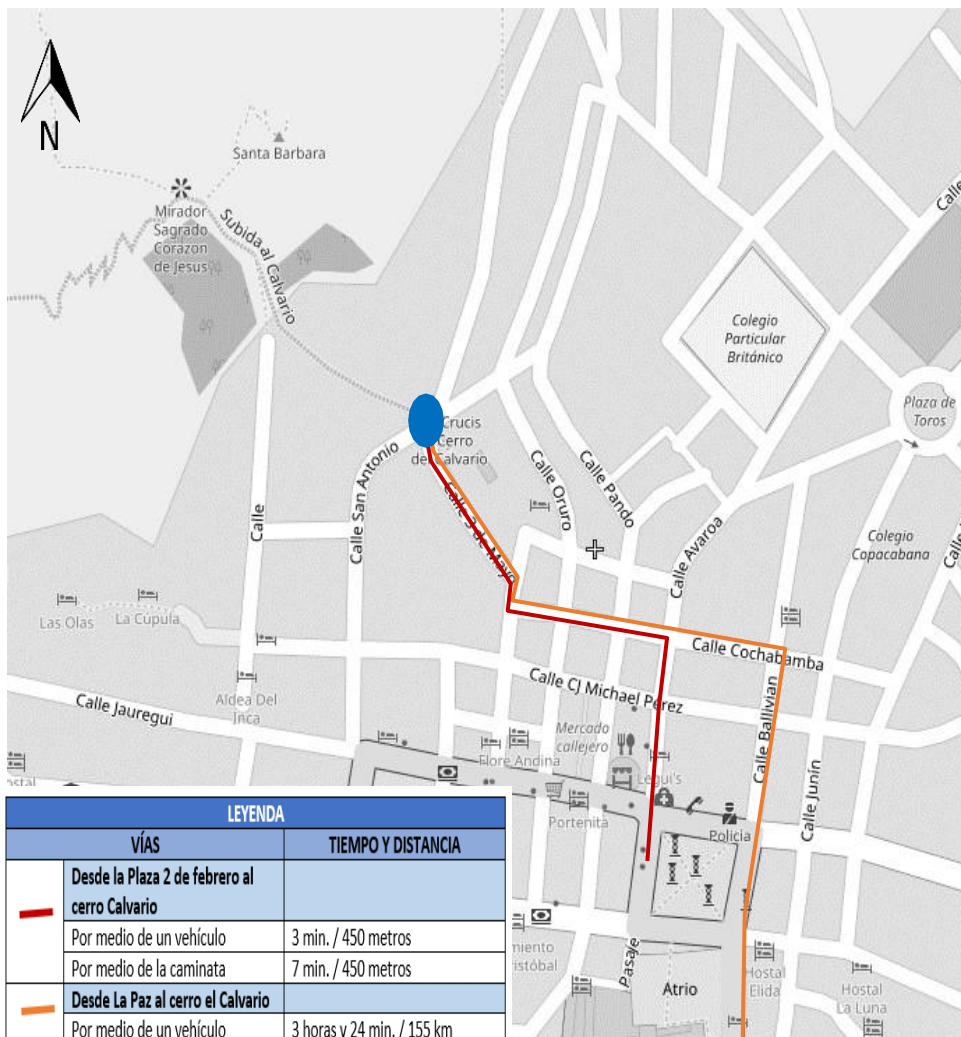 N
Santa Barbara
Mirador
Sagrado
Corazon
de Jesus
Subida al Calvario
Calle
Colegio
Particular
Británico
Plaza de
Toros
Crucis
Cerro
del Calvario
Calle San Antonio
Calle 3 de Mayo
Calle Oruro
Calle Pando
Calle Avaroa
Calle
Colegio
Copacabana
Calle
Las Olas
La Cúpula
Calle Cochabamba
Aldea Del
Inca
Calle Jauregui
Calle CJ Michael Perez
Mercado
callejero
Calle Ballivian
Calle Junín
Flore Andina
Legui's
Portenita
Policia
ostal
LEYENDA
VÍAS TIEMPO Y DISTANCIA
Desde la Plaza 2 de febrero al
cerro Calvario
Por medio de un vehículo 3 min. / 450 metros
Por medio de la caminata 7 min. / 450 metros
Desde La Paz al cerro el Calvario
Por medio de un vehículo 3 horas y 24 min. / 155 km
miento
ristóbal
Pasaje
Atrio
Hostal
Elida
Hostal
La Luna